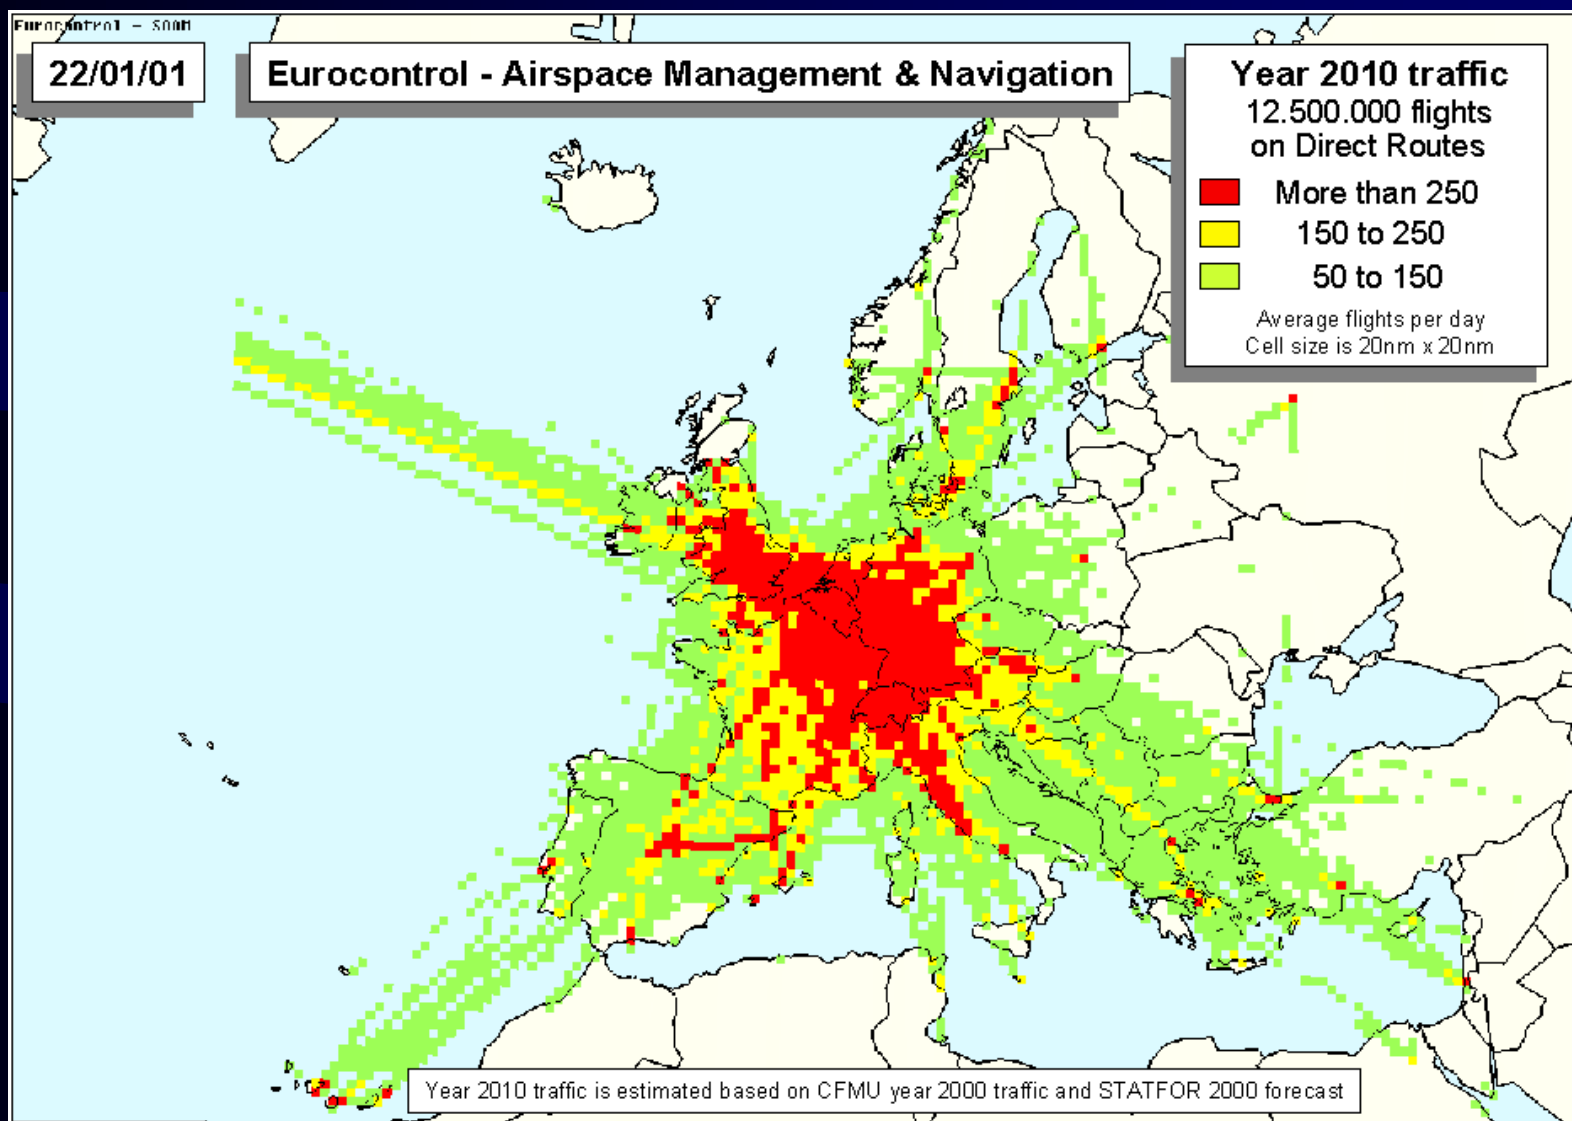 Eurocontrol - SOOM
22/01/01
Eurocontrol - Airspace Management & Navigation
Year 2010 traffic
12.500.000 flights
on Direct Routes
More than 250
150 to 250
50 to 150
Average flights per day
Cell size is 20nm x 20nm
Year 2010 traffic is estimated based on CFMU year 2000 traffic and STATFOR 2000 forecast